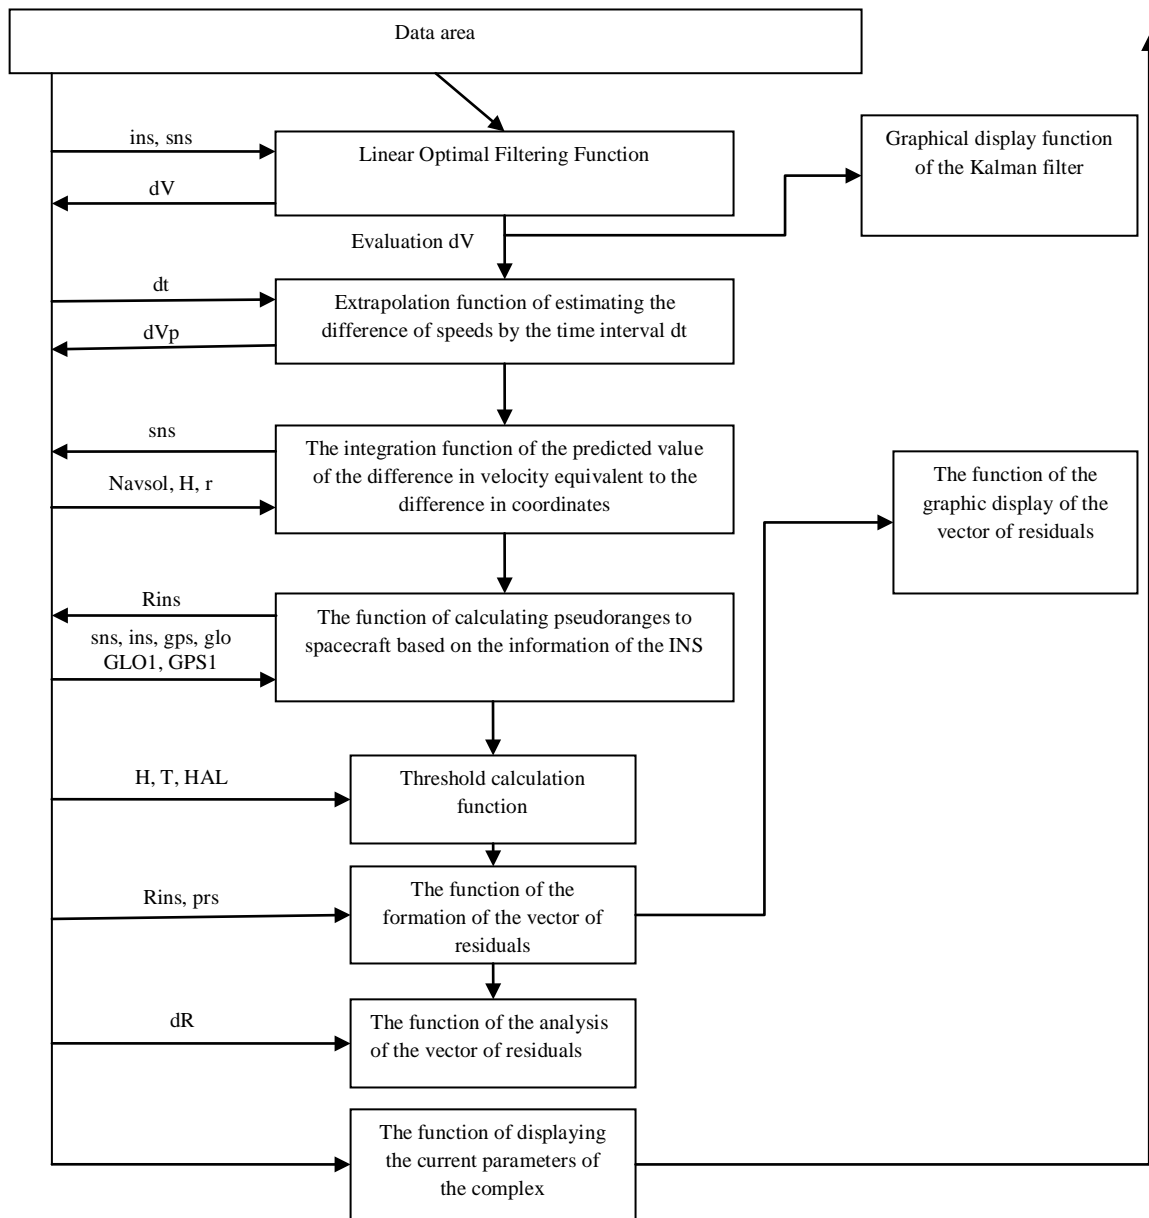 Data area
ins, sns
Linear Optimal Filtering Function
Graphical display function
of the Kalman filter
dV
Evaluation dV
dt
Extrapolation function of estimating the
difference of speeds by the time interval dt
dVp
sns
The integration function of the predicted value
of the difference in velocity equivalent to the
difference in coordinates
Navsol, H, r
The function of the
graphic display of the
vector of residuals
Rins
The function of calculating pseudoranges to
spacecraft based on the information of the INS
sns, ins, gps, glo
GLO1, GPS1
H, T, HAL
Threshold calculation
function
Rins, prs
The function of the
formation of the vector of
residuals
dR
The function of the analysis
of the vector of residuals
The function of displaying
the current parameters of
the complex